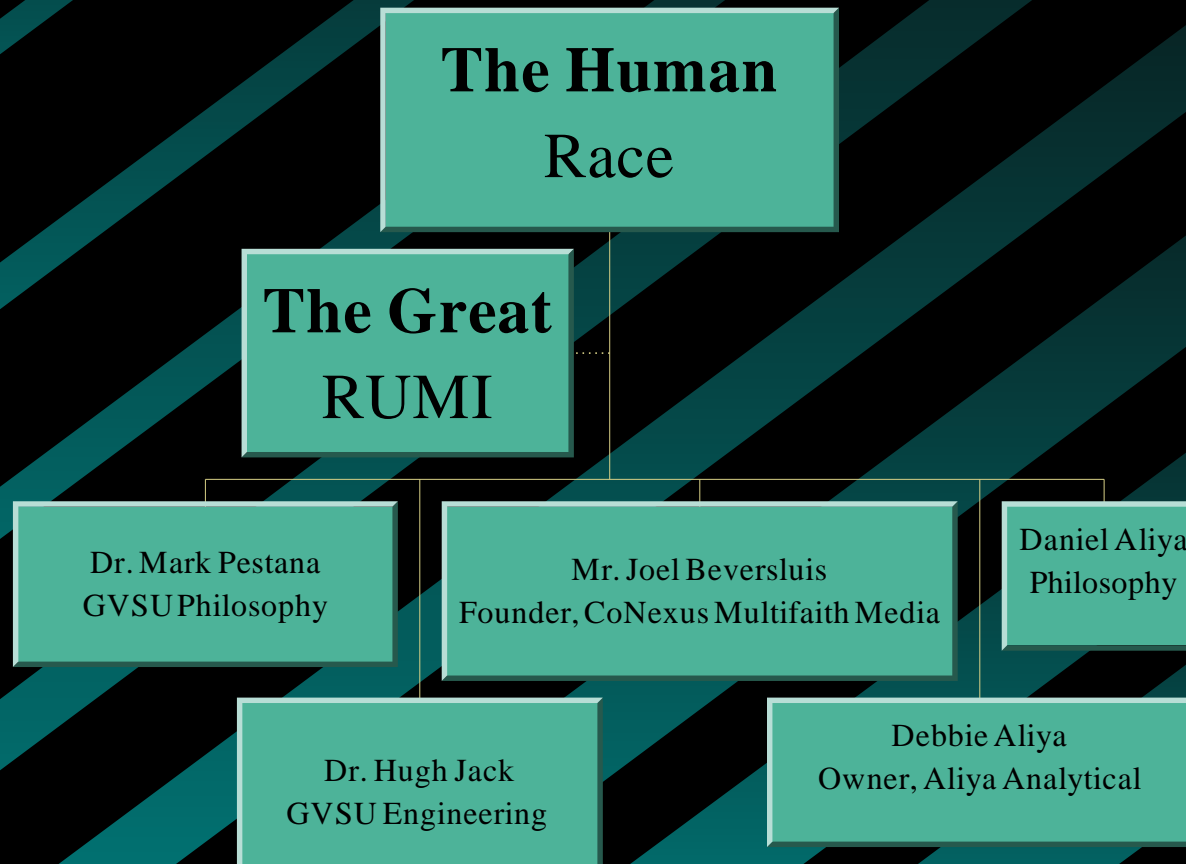 The Human
Race
The Great
RUMI
Dr. Mark Pestana
GVSU Philosophy
Mr. Joel Beversluis
Founder, CoNexus Multifaith Media
Daniel Aliya
Philosophy
Dr. Hugh Jack
GVSU Engineering
Debbie Aliya
Owner, Aliya Analytical